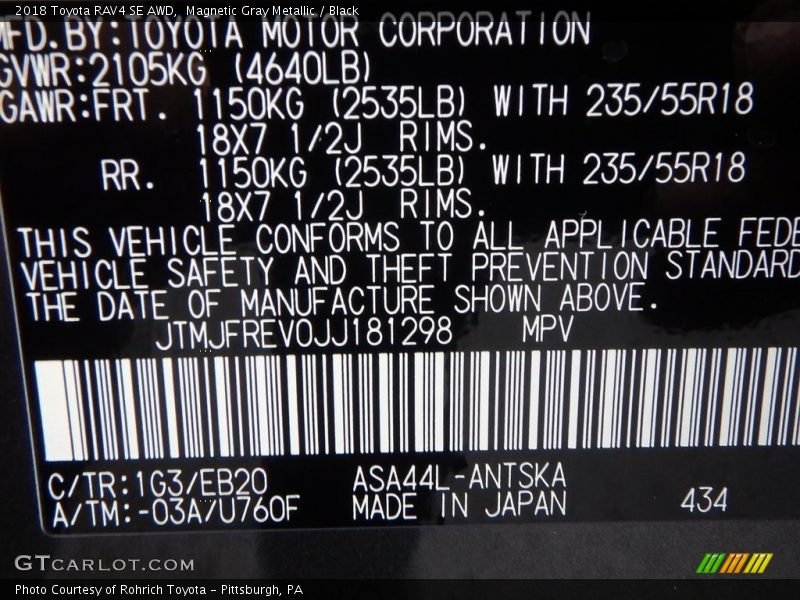 2018 Toyota RAV4 SE AWD,  Magnetic Gray Metallic / Black
MFD.BY:TOYOTA MOTOR CORPORATION
GVWR:2105KG (4640LB)
GAWR:FRT. 1150KG (2535LB) WITH 235/55R18
18X7 1/2J RIMS.
RR. 1150KG (2535LB) WITH 235/55R18
18X7 1/2J RIMS.
THIS VEHICLE CONFORMS TO ALL APPLICABLE FEDE
VEHICLE SAFETY AND THEFT PREVENTION STANDARD
THE DATE OF MANUFACTURE SHOWN ABOVE.
JTMJFREV0JJ181298 MPV
C/TR:1G3/EB20 ASA44L-ANTSKA
A/TM:-03A/U760F MADE IN JAPAN 434
GTCARLOT.COM
Photo Courtesy of Rohrich Toyota - Pittsburgh, PA